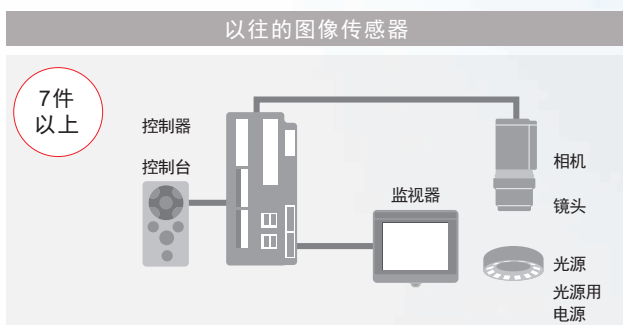 以往的图像传感器
7件
以上
控制器
控制台
监视器
相机
镜头
光源
光源用
电源